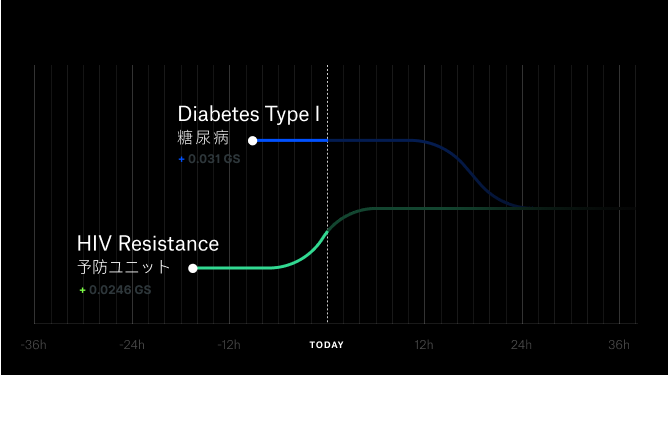 Diabetes Type I
糖尿病
+ 0.031 GS
HIV Resistance
予防ユニット
+ 0.0246 GS
-36h -24h -12h TODAY 12h 24h 36h